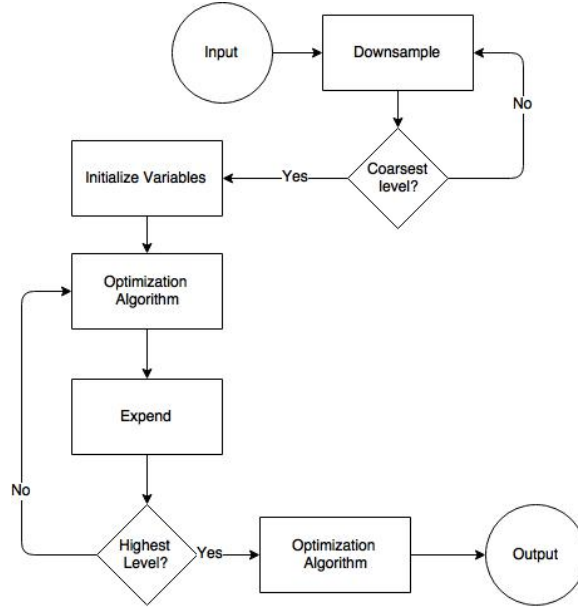 Input
Downsample
No
Coarsest
level?
Yes
Initialize Variables
Optimization
Algorithm
Expend
No
Highest
Level?
Yes
Optimization
Algorithm
Output